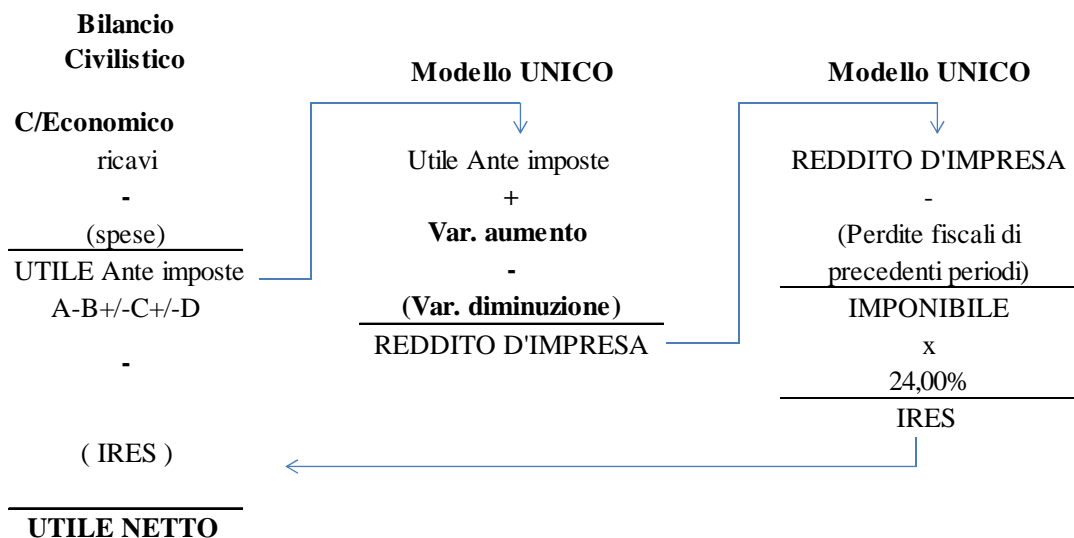 Bilancio
Civilistico
C/Economico
ricavi
-
(spese)
UTILE Ante imposte
A-B+/-C+/-D
-
( IRES )
UTILE NETTO
Modello UNICO
Utile Ante imposte
+
Var. aumento
-
(Var. diminuzione)
REDDITO D'IMPRESA
Modello UNICO
REDDITO D'IMPRESA
-
(Perdite fiscali di
precedenti periodi)
IMPONIBILE
x
24,00%
IRES